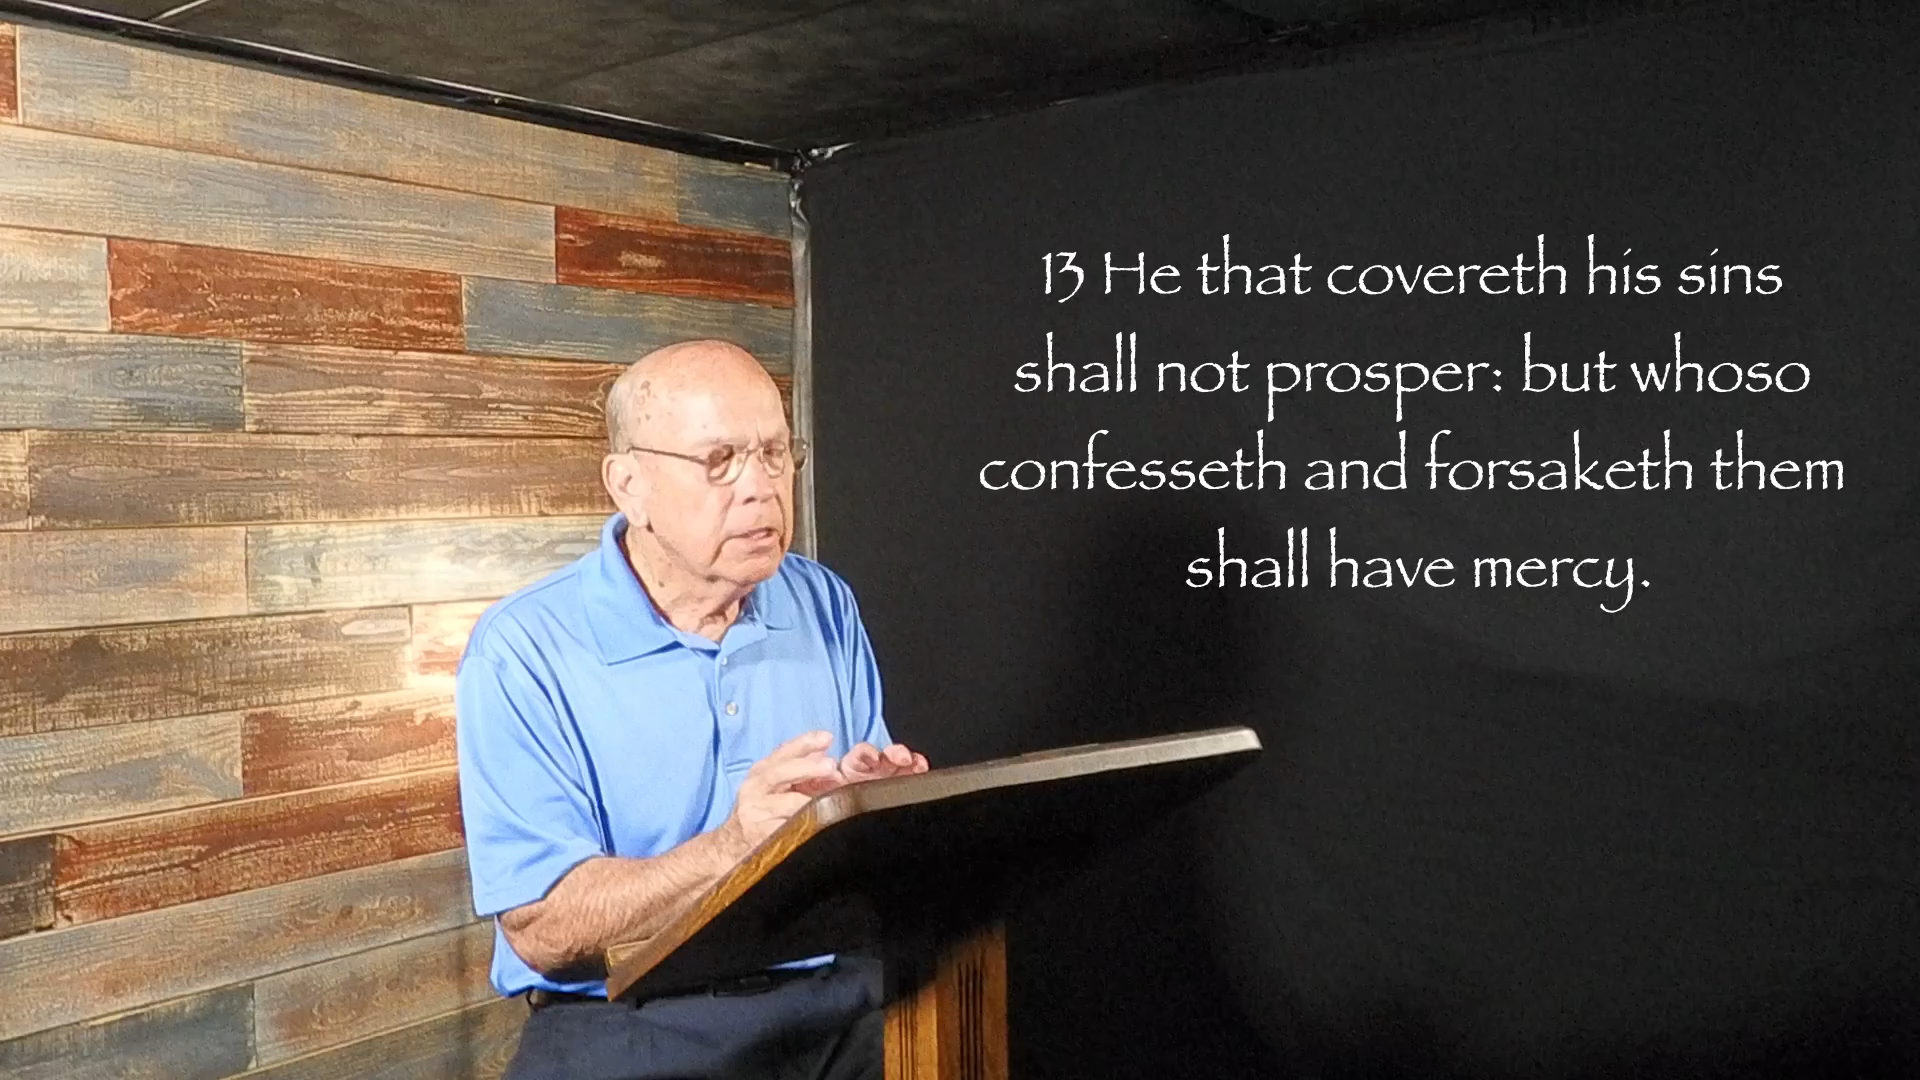 13 He that covereth his sins
shall not prosper: but whoso
confesseth and forsaketh them
shall have mercy.